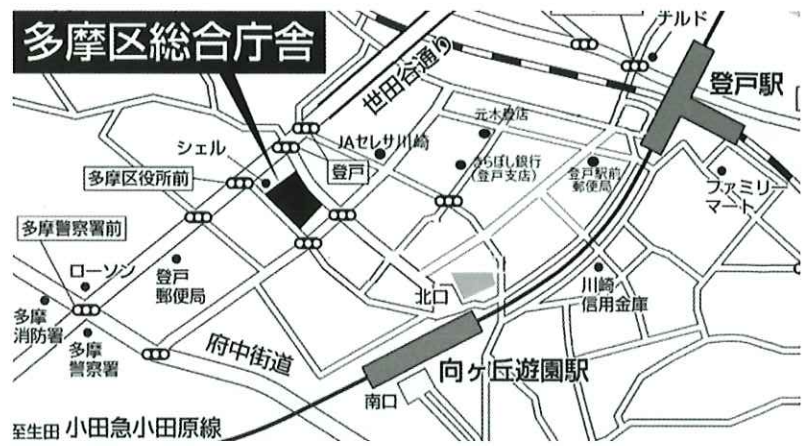 多摩区総合庁舎
ナルド
登戸駅
世田谷通り
元木畳店
JAセレサ川崎
シェル
登戸
きらぼし銀行
(登戸支店)
登戸駅前
郵便局
多摩区役所前
ファミリー
マート
多摩警察署前
ローソン
登戸
郵便局
北口
川崎
信用金庫
多摩
消防署
多摩
警察署
府中街道
向ヶ丘遊園駅
南口
至生田
小田急小田原線